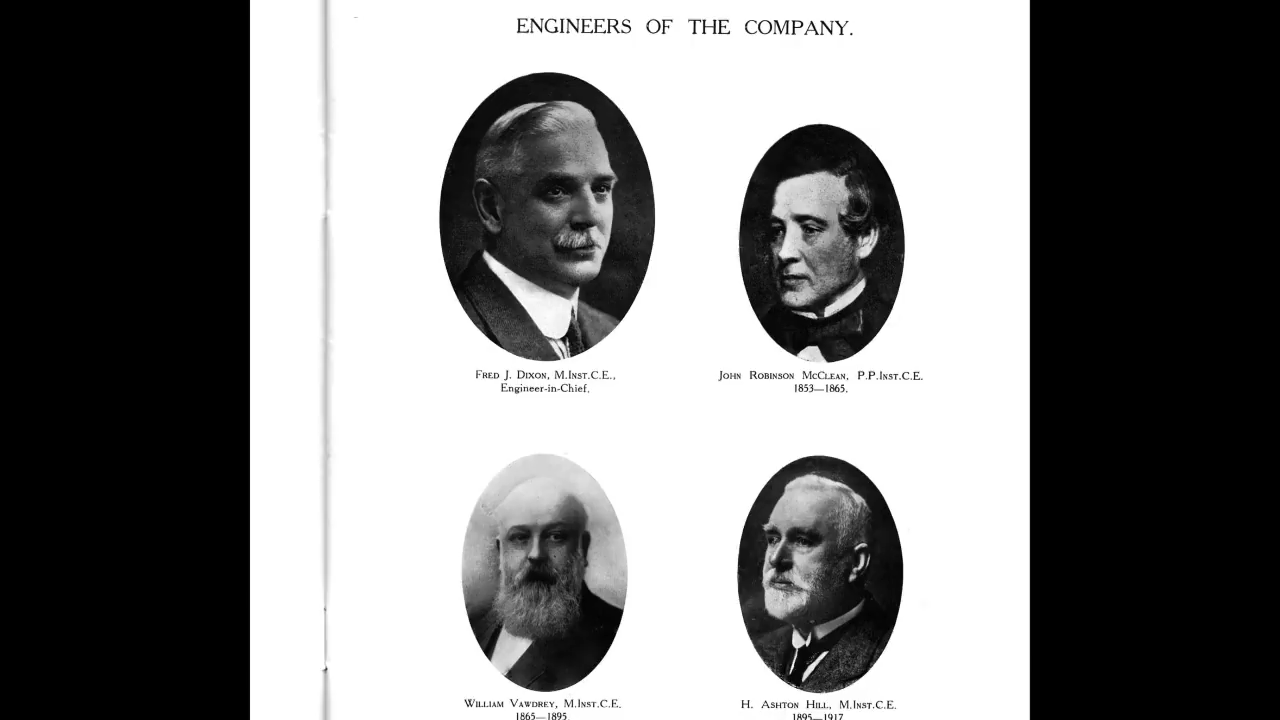 ENGINEERS OF THE COMPANY.
FRED J. DIXON, M.INST.C.E.,
Engineer-in-Chief.
JOHN ROBINSON MCCLEAN, P.P.INST.C.E.
1853—1865.
WILLIAM VAWDREY, M.INST.C.E.
1865—1895.
H. ASHTON HILL, M.INST.C.E.
1895—1917